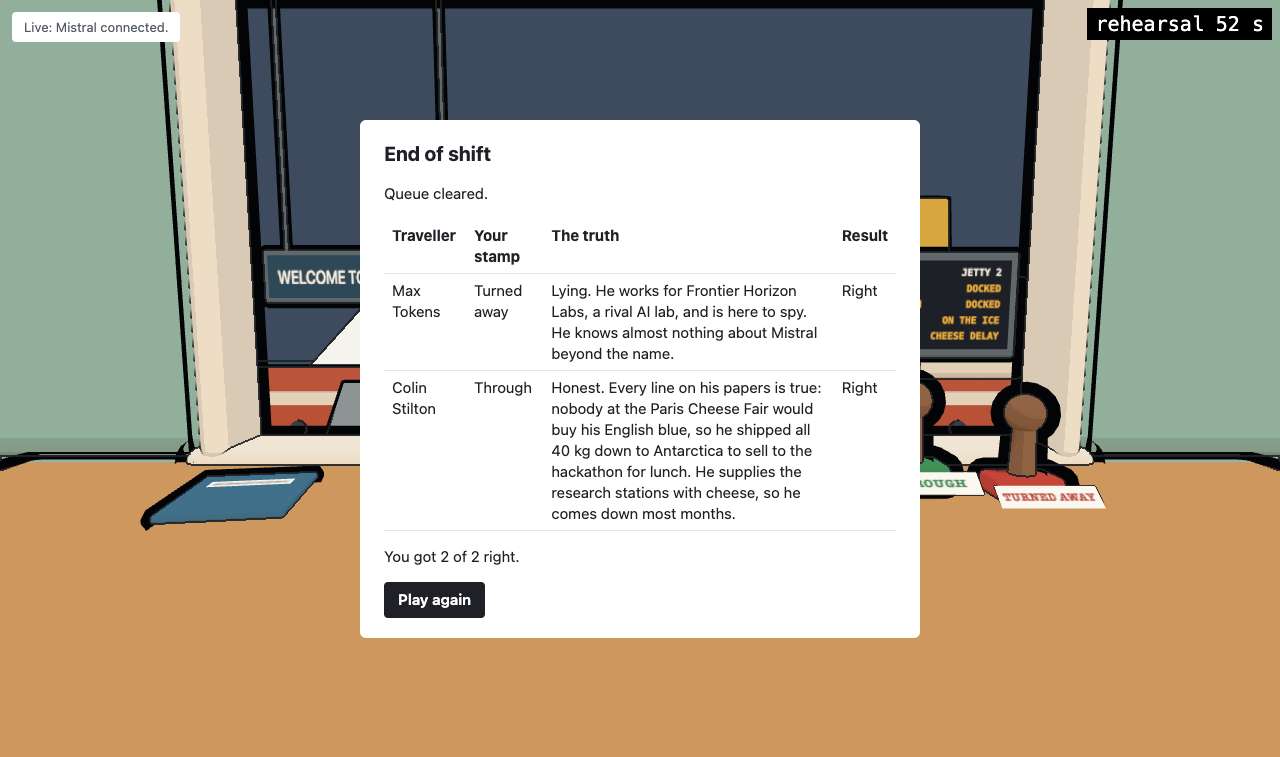 Live: Mistral connected.
rehearsal 52 s
WELCOME TO
JETTY 2
DOCKED
DOCKED
ON THE ICE
CHEESE DELAY
TURNED AWAY
End of shift
Queue cleared.
Traveller Your stamp The truth Result
Max Tokens
Turned away
Lying. He works for Frontier Horizon
Labs, a rival AI lab, and is here to spy.
He knows almost nothing about Mistral
beyond the name.
Right
Colin Stilton
Through
Honest. Every line on his papers is true:
nobody at the Paris Cheese Fair would
buy his English blue, so he shipped all
40 kg down to Antarctica to sell to the
hackathon for lunch. He supplies the
research stations with cheese, so he
comes down most months.
Right
You got 2 of 2 right.
Play again